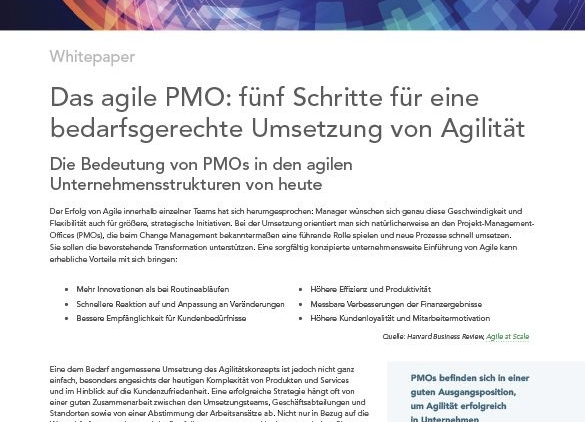 Whitepaper
Das agile PMO: fünf Schritte für eine
bedarfsgerechte Umsetzung von Agilität
Die Bedeutung von PMOs in den agilen
Unternehmensstrukturen von heute
Der Erfolg von Agile innerhalb einzelner Teams hat sich herumgesprochen: Manager wünschen sich genau diese Geschwindigkeit und
Flexibilität auch für größere, strategische Initiativen. Bei der Umsetzung orientiert man sich natürlicherweise an den Projekt-Management-
Offices (PMOs), die beim Change Management bekanntermaßen eine führende Rolle spielen und neue Prozesse schnell umsetzen.
Sie sollen die bevorstehende Transformation unterstützen. Eine sorgfältig konzipierte unternehmensweite Einführung von Agile kann
erhebliche Vorteile mit sich bringen:
• Mehr Innovationen als bei Routineabläufen
• Schnellere Reaktion auf und Anpassung an Veränderungen
• Bessere Empfänglichkeit für Kundenbedürfnisse
• Höhere Effizienz und Produktivität
• Messbare Verbesserungen der Finanzergebnisse
• Höhere Kundenloyalität und Mitarbeitermotivation
Quelle: Harvard Business Review, Agile at Scale
Eine dem Bedarf angemessene Umsetzung des Agilitätskonzepts ist jedoch nicht ganz
einfach, besonders angesichts der heutigen Komplexität von Produkten und Services
und im Hinblick auf die Kundenzufriedenheit. Eine erfolgreiche Strategie hängt oft von
einer guten Zusammenarbeit zwischen den Umsetzungsteams, Geschäftsabteilungen und
Standorten sowie von einer Abstimmung der Arbeitsansätze ab. Nicht nur in Bezug auf die
PMOs befinden sich in einer
guten Ausgangsposition,
um Agilität erfolgreich
in Unternehmen